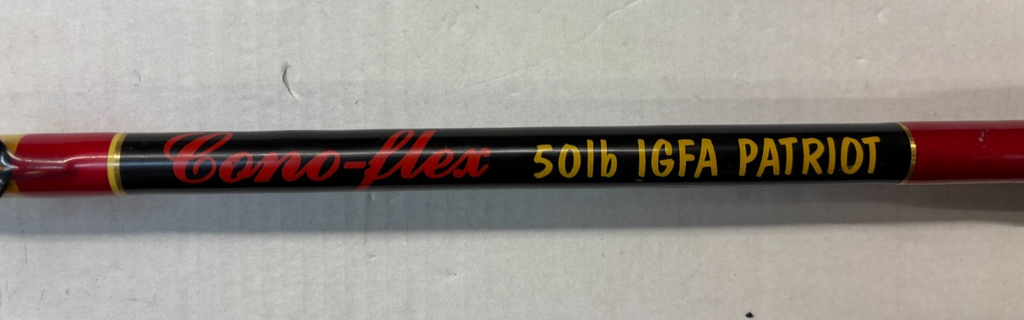 Cono-flex 50lb IGFA PATRIOT